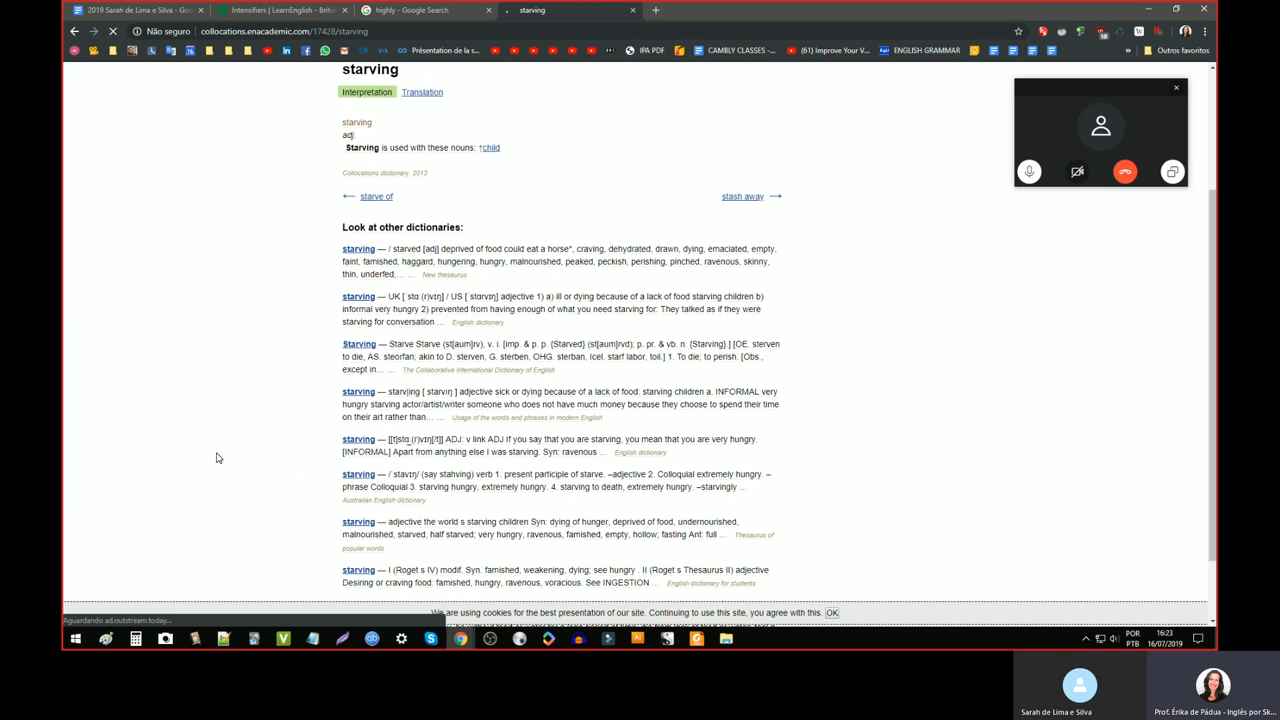 2019 Sarah de Lima e Silva - Goo
Intensifiers | LearnEnglish - Britis
highly - Google Search
starving
Não seguro
collocations.enacademic.com/17428/starving
Présentation de la s...
IPA PDF
CAMBLY CLASSES -...
(61) Improve Your V...
ENGLISH GRAMMAR
»
Outros favoritos
starving
Interpretation
Translation
starving
adj.
Starving is used with these nouns: ↑child
Collocations dictionary. 2013.
← starve of
stash away →
Look at other dictionaries:
starving — / starved [adj] deprived of food could eat a horse*, craving, dehydrated, drawn, dying, emaciated, empty,
faint, famished, haggard, hungering, hungry, malnourished, peaked, peckish, perishing, pinched, ravenous, skinny,
thin, underfed,… … New thesaurus
starving — UK [ˈstɑː(r)vɪŋ] / US [ˈstɑrvɪŋ] adjective 1) a) ill or dying because of a lack of food starving children b)
informal very hungry 2) prevented from having enough of what you need starving for: They talked as if they were
starving for conversation … English dictionary
Starving — Starve Starve (st[aum]rv), v. i. [imp. & p. p. {Starved} (st[aum]rvd); p. pr. & vb. n. {Starving}.] [OE. sterven
to die, AS. steorfan; akin to D. sterven, G. sterben, OHG. sterban, Icel. starf labor, toil.] 1. To die; to perish. [Obs.,
except in… … The Collaborative International Dictionary of English
starving — starv|ing [ starvɪŋ ] adjective sick or dying because of a lack of food: starving children a. INFORMAL very
hungry starving actor/artist/writer someone who does not have much money because they choose to spend their time
on their art rather than… … Usage of the words and phrases in modern English
starving — [[t]stɑ͟ː(r)vɪŋ[/t]] ADJ: v link ADJ If you say that you are starving, you mean that you are very hungry.
[INFORMAL] Apart from anything else I was starving. Syn: ravenous … English dictionary
starving — /ˈstavɪŋ/ (say stahving) verb 1. present participle of starve. –adjective 2. Colloquial extremely hungry. –
phrase Colloquial 3. starving hungry, extremely hungry. 4. starving to death, extremely hungry. –starvingly …
Australian English dictionary
starving — adjective the world s starving children Syn: dying of hunger, deprived of food, undernourished,
malnourished, starved, half starved; very hungry, ravenous, famished, empty, hollow; fasting Ant: full … Thesaurus of
popular words
starving — I (Roget s IV) modif. Syn. famished, weakening, dying; see hungry . II (Roget s Thesaurus II) adjective
Desiring or craving food: famished, hungry, ravenous, voracious. See INGESTION … English dictionary for students
We are using cookies for the best presentation of our site. Continuing to use this site, you agree with this. OK
Aguardando ad.outstream.today...
POR
PTB
16:23
16/07/2019
Sarah de Lima e Silva
Prof. Érika de Pádua - Inglês por Sk...